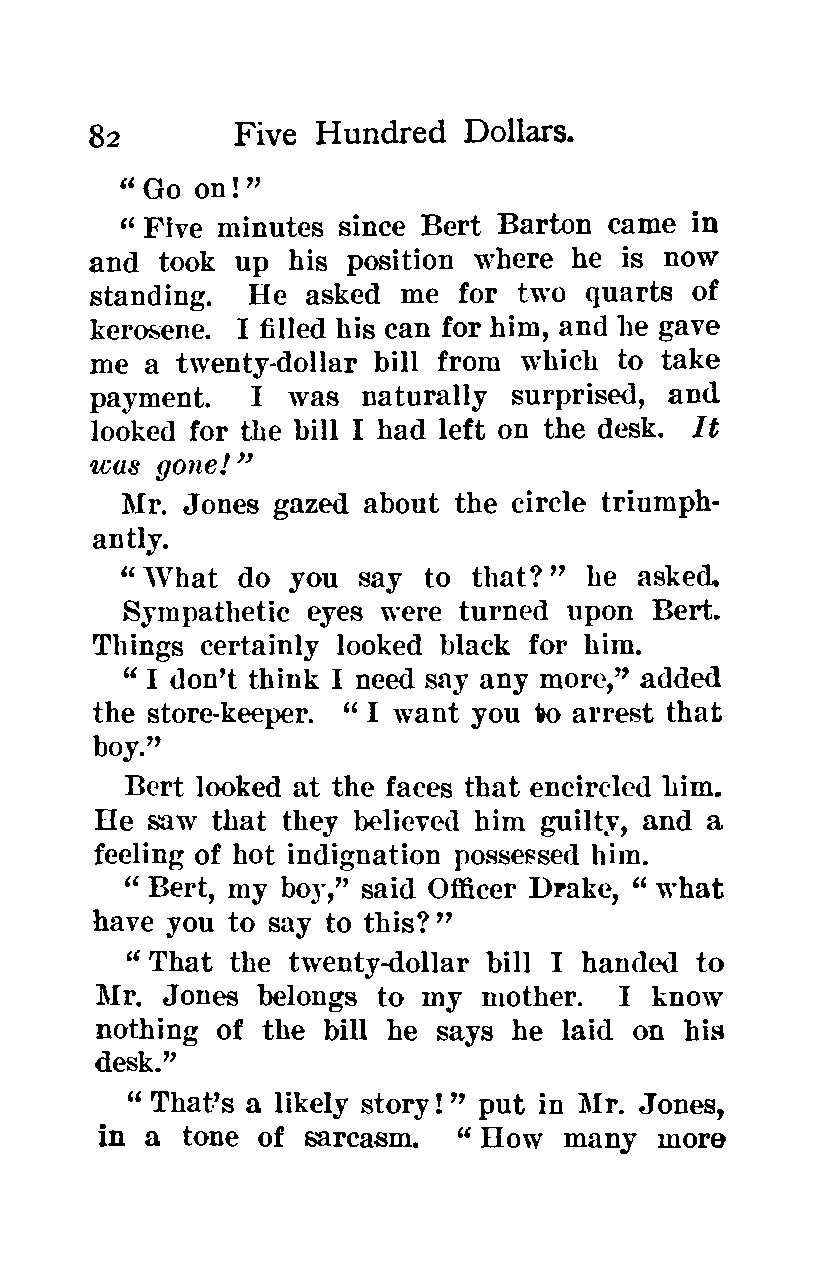 82 Five Hundred Dollars.
“Go on!”
“Five minutes since Bert Barton came in
and took up his position where he is now
standing. He asked me for two quarts of
kerosene. I filled his can for him, and he gave
me a twenty-dollar bill from which to take
payment. I was naturally surprised, and
looked for the bill I had left on the desk. It
was gone!”
Mr. Jones gazed about the circle triumph-
antly.
“What do you say to that?” he asked.
Sympathetic eyes were turned upon Bert.
Things certainly looked black for him.
“I don’t think I need say any more,” added
the store-keeper. “I want you to arrest that
boy.”
Bert looked at the faces that encircled him.
He saw that they believed him guilty, and a
feeling of hot indignation possessed him.
“Bert, my boy,” said Officer Drake, “what
have you to say to this?”
“That the twenty-dollar bill I handed to
Mr. Jones belongs to my mother. I know
nothing of the bill he says he laid on his
desk.”
“That’s a likely story!” put in Mr. Jones,
in a tone of sarcasm. “How many more